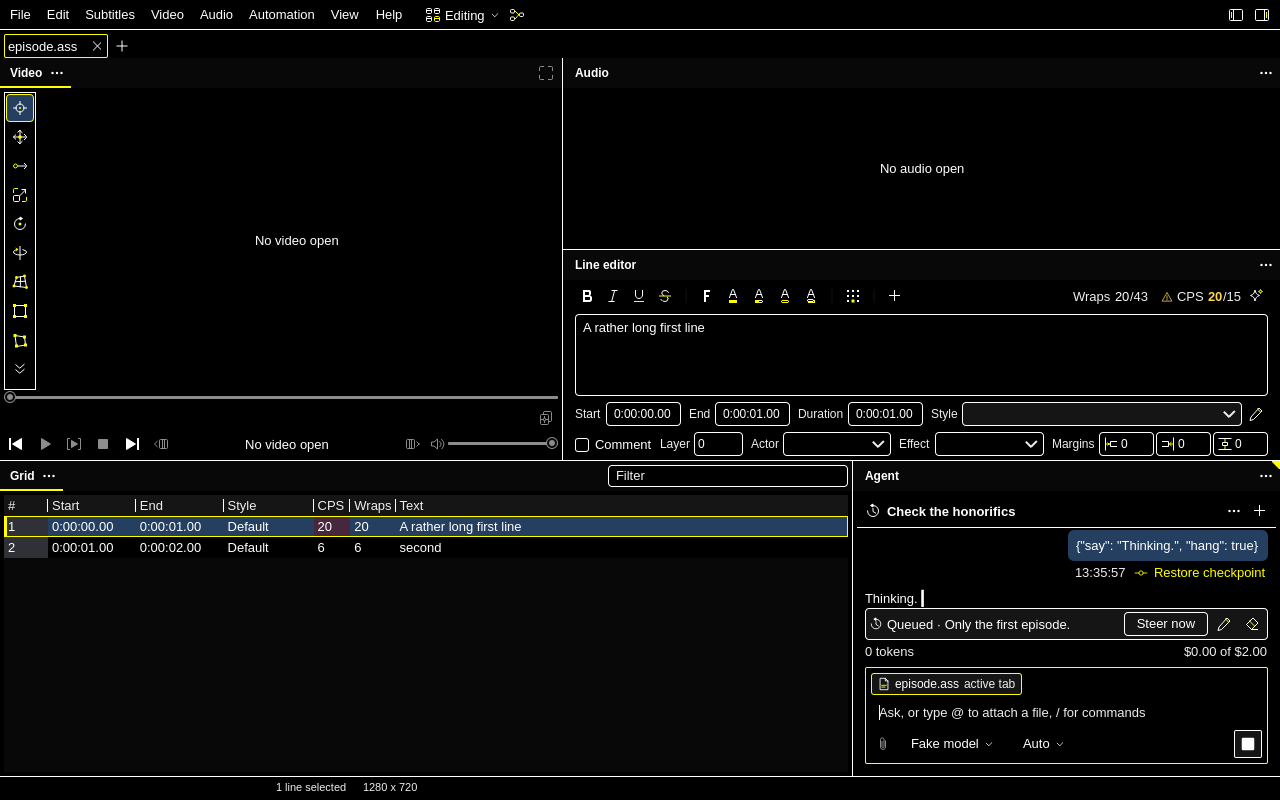 File Edit Subtitles Video Audio Automation View Help Editing
episode.ass
Video
Audio
No video open
No audio open
Line editor
B I U S F A A A A Wraps 20/43 CPS 20/15
A rather long first line
Start 0:00:00.00 End 0:00:01.00 Duration 0:00:01.00 Style
No video open
Comment Layer 0 Actor Effect Margins 0 0 0
Grid
Filter
# Start End Style CPS Wraps Text
1 0:00:00.00 0:00:01.00 Default 20 20 A rather long first line
2 0:00:01.00 0:00:02.00 Default 6 6 second
Agent
Check the honorifics
{"say": "Thinking.", "hang": true}
13:35:57 Restore checkpoint
Thinking.
Queued · Only the first episode. Steer now
0 tokens $0.00 of $2.00
episode.ass active tab
Ask, or type @ to attach a file, / for commands
Fake model Auto
1 line selected 1280 x 720